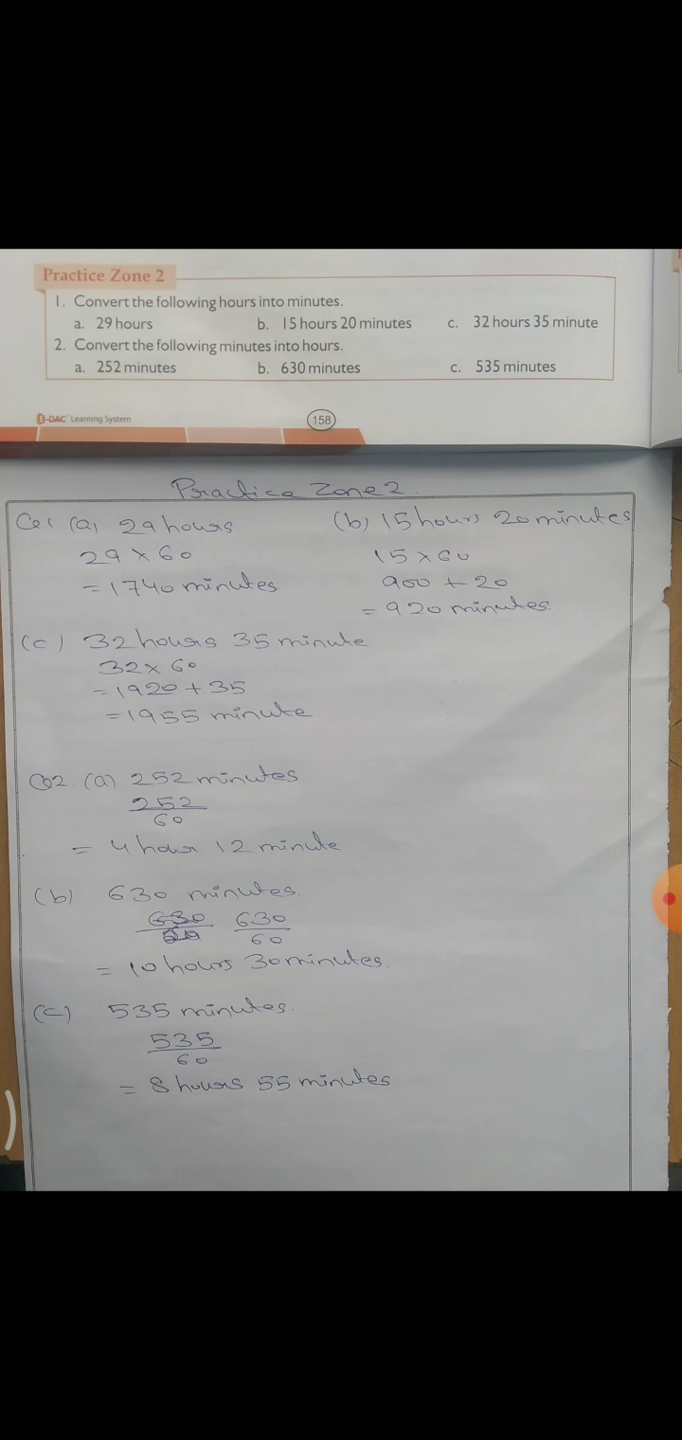 Practice Zone 2
1. Convert the following hours into minutes.
a. 29 hours b. 15 hours 20 minutes c. 32 hours 35 minute
2. Convert the following minutes into hours.
a. 252 minutes b. 630 minutes c. 535 minutes
E-DAC Learning System 158
Practice Zone 2
Q1 (a) 29 hours (b) 15 hours 20 minutes
29 × 60 15 × 60
= 1740 minutes 900 + 20
= 920 minutes
(c) 32 hours 35 minute
32 × 60
= 1920 + 35
= 1955 minute
Q2 (a) 252 minutes
252
60
= 4 hour 12 minute
(b) 630 minutes
630 630
60
= 10 hours 30 minutes.
(c) 535 minutes.
535
60
= 8 hours 55 minutes